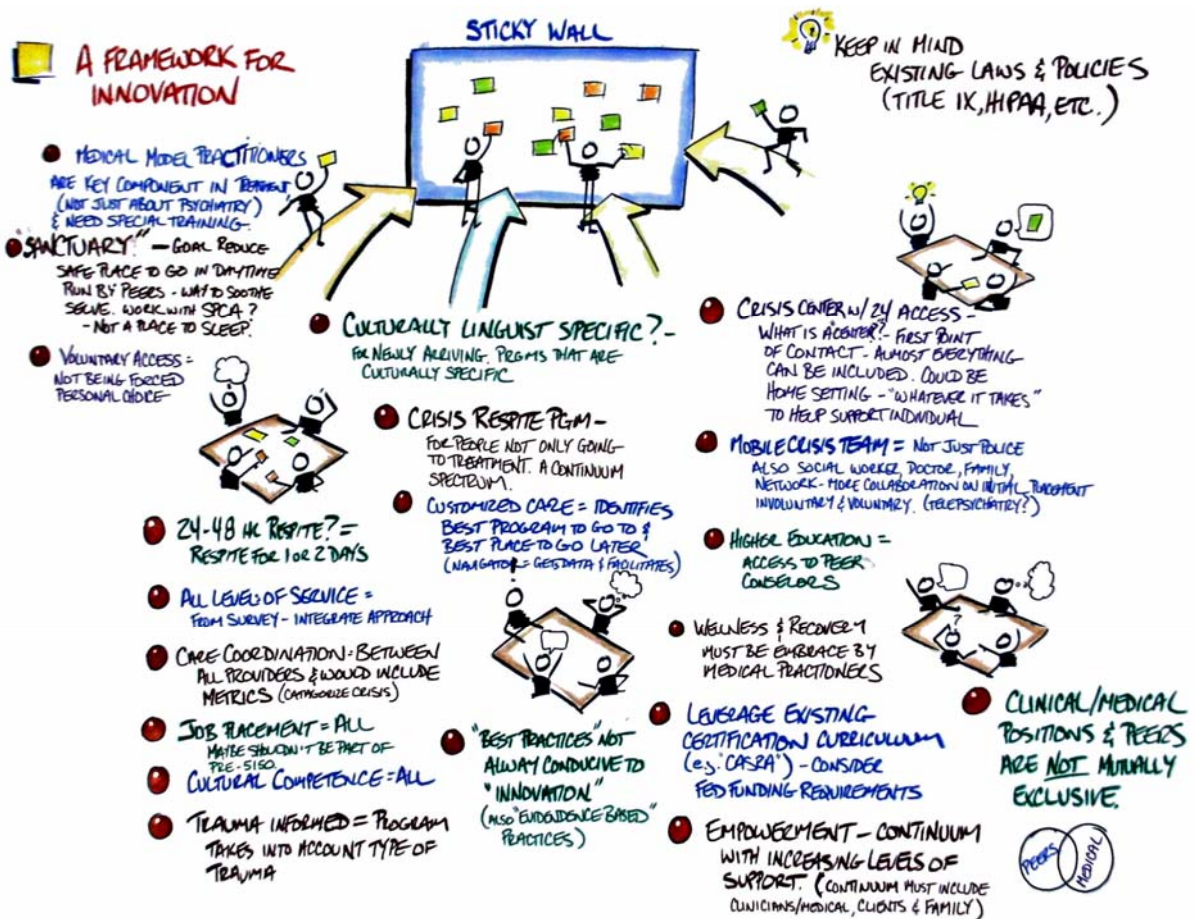 STICKY WALL
A FRAMEWORK FOR
INNOVATION
KEEP IN MIND
EXISTING LAWS & POLICIES
(TITLE IX, HIPAA, ETC.)
MEDICAL MODEL PRACTITIONERS
ARE KEY COMPONENT IN TREATMENT
(NOT JUST ABOUT PSYCHIATRY)
& NEED SPECIAL TRAINING.
"SANCTUARY" - GOAL REDUCE
SAFE PLACE TO GO IN DAYTIME
RUN BY PEERS - WAY TO SOOTHE
SELVE. WORK WITH SPCA?
- NOT A PLACE TO SLEEP.
VOLUNTARY ACCESS =
NOT BEING FORCED
PERSONAL CHOICE
24-48 HR RESPITE? =
RESPITE FOR 1 OR 2 DAYS
ALL LEVEL OF SERVICE =
FROM SURVEY - INTEGRATE APPROACH
CARE COORDINATION = BETWEEN
ALL PROVIDERS & WOULD INCLUDE
METRICS (CATAGORIZE CRISIS)
JOB PLACEMENT = ALL
MAYBE SHOULDN'T BE PART OF
PRE-5150.
CULTURAL COMPETENCE = ALL
TRAUMA INFORMED = PROGRAM
TAKES INTO ACCOUNT TYPE OF
TRAUMA
CULTURALLY LINGUIST SPECIFIC? -
FOR NEWLY ARRIVING. PRGMS THAT ARE
CULTURALLY SPECIFIC
CRISIS RESPITE PGM -
FOR PEOPLE NOT ONLY GOING
TO TREATMENT. A CONTINUUM
SPECTRUM.
CUSTOMIZED CARE = IDENTIFIES
BEST PROGRAM TO GO TO &
BEST PLACE TO GO LATER
(NAVIGATOR = GETS DATA & FACILITATES)
!
"BEST PRACTICES" NOT
ALWAY CONDUCIVE TO
"INNOVATION"
(ALSO "EVIDENCE-BASED"
PRACTICES)
CRISIS CENTER W/ 24 ACCESS -
WHAT IS A "CENTER"? - FIRST POINT
OF CONTACT - ALMOST EVERYTHING
CAN BE INCLUDED. COULD BE
HOME SETTING - "WHATEVER IT TAKES"
TO HELP SUPPORT INDIVIDUAL
MOBILE CRISIS TEAM = NOT JUST POLICE
ALSO SOCIAL WORKER, DOCTOR, FAMILY,
NETWORK - MORE COLLABORATION ON INITIAL PLACEMENT
INVOLUNTARY & VOLUNTARY. (TELEPSYCHIATRY?)
HIGHER EDUCATION =
ACCESS TO PEER
CONSELORS
?
WELLNESS & RECOVERY
MUST BE EMBRACE BY
MEDICAL PRACTIONERS
LEVERAGE EXISTING
CERTIFICATION CURRICULUUM
(e.g. "CASRA") - CONSIDER
FED FUNDING REQUIREMENTS
EMPOWERMENT - CONTINUUM
WITH INCREASING LEVELS OF
SUPPORT. (CONTINUUM MUST INCLUDE
CLINICIANS/MEDICAL, CLIENTS & FAMILY)
CLINICAL/MEDICAL
POSITIONS & PEERS
ARE NOT MUTUALLY
EXCLUSIVE.
PEERS
MEDICAL